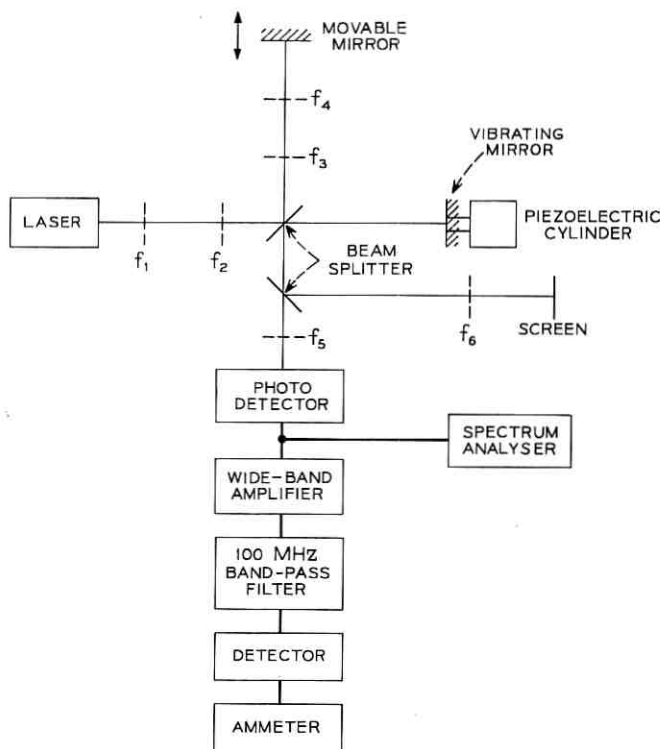 MOVABLE
MIRROR
f4
f3
VIBRATING
MIRROR
LASER
f1
f2
BEAM
SPLITTER
PIEZOELECTRIC
CYLINDER
f6
SCREEN
f5
PHOTO
DETECTOR
SPECTRUM
ANALYSER
WIDE-BAND
AMPLIFIER
100 MHz
BAND-PASS
FILTER
DETECTOR
AMMETER